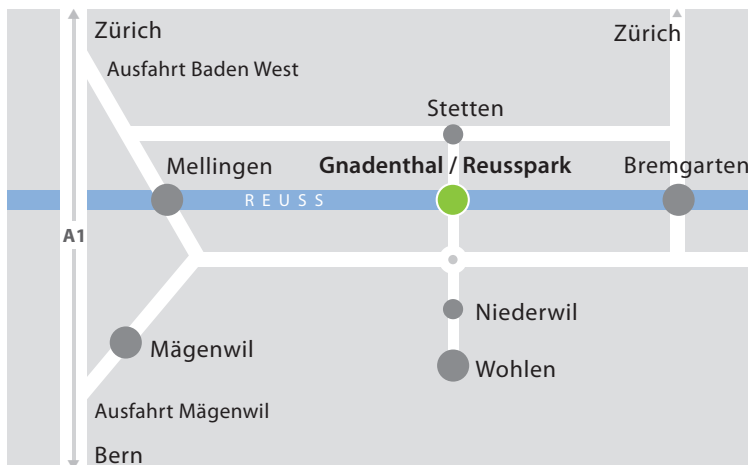 Zürich
Zürich
Ausfahrt Baden West
Stetten
Mellingen
Gnadenthal / Reusspark
Bremgarten
REUSS
A1
Niederwil
Mägenwil
Wohlen
Ausfahrt Mägenwil
Bern